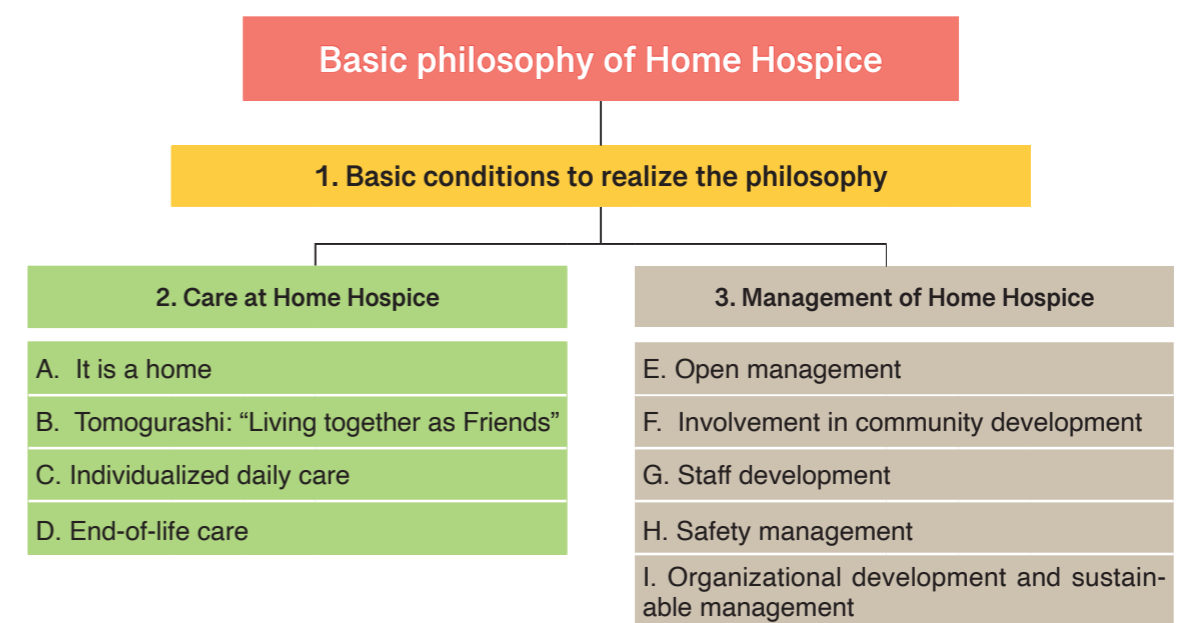 Basic philosophy of Home Hospice
1. Basic conditions to realize the philosophy
2. Care at Home Hospice
A. It is a home
B. Tomogurashi: “Living together as Friends”
C. Individualized daily care
D. End-of-life care
3. Management of Home Hospice
E. Open management
F. Involvement in community development
G. Staff development
H. Safety management
I. Organizational development and sustain-
able management